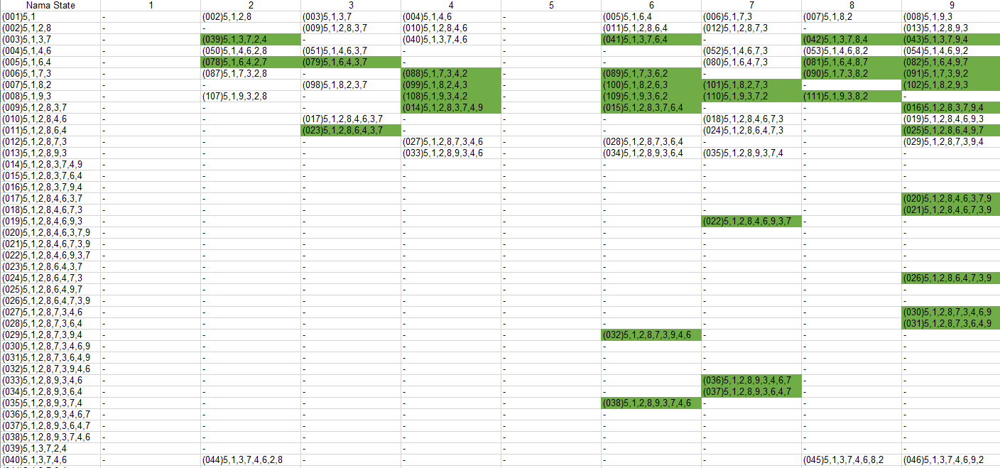 Nama State 1 2 3 4 5 6 7 8 9
(001)5,1 - (002)5,1,2,8 (003)5,1,3,7 (004)5,1,4,6 - (005)5,1,6,4 (006)5,1,7,3 (007)5,1,8,2 (008)5,1,9,3
(002)5,1,2,8 - - (009)5,1,2,8,3,7 (010)5,1,2,8,4,6 - (011)5,1,2,8,6,4 (012)5,1,2,8,7,3 - (013)5,1,2,8,9,3
(003)5,1,3,7 - (039)5,1,3,7,2,4 - (040)5,1,3,7,4,6 - (041)5,1,3,7,6,4 - (042)5,1,3,7,8,4 (043)5,1,3,7,9,4
(004)5,1,4,6 - (050)5,1,4,6,2,8 (051)5,1,4,6,3,7 - - - (052)5,1,4,6,7,3 (053)5,1,4,6,8,2 (054)5,1,4,6,9,2
(005)5,1,6,4 - (078)5,1,6,4,2,7 (079)5,1,6,4,3,7 - - - (080)5,1,6,4,7,3 (081)5,1,6,4,8,7 (082)5,1,6,4,9,7
(006)5,1,7,3 - (087)5,1,7,3,2,8 - (088)5,1,7,3,4,2 - (089)5,1,7,3,6,2 - (090)5,1,7,3,8,2 (091)5,1,7,3,9,2
(007)5,1,8,2 - - (098)5,1,8,2,3,7 (099)5,1,8,2,4,3 - (100)5,1,8,2,6,3 (101)5,1,8,2,7,3 - (102)5,1,8,2,9,3
(008)5,1,9,3 - (107)5,1,9,3,2,8 - (108)5,1,9,3,4,2 - (109)5,1,9,3,6,2 (110)5,1,9,3,7,2 (111)5,1,9,3,8,2 -
(009)5,1,2,8,3,7 - - - (014)5,1,2,8,3,7,4,9 - (015)5,1,2,8,3,7,6,4 - - (016)5,1,2,8,3,7,9,4
(010)5,1,2,8,4,6 - - (017)5,1,2,8,4,6,3,7 - - - (018)5,1,2,8,4,6,7,3 - (019)5,1,2,8,4,6,9,3
(011)5,1,2,8,6,4 - - (023)5,1,2,8,6,4,3,7 - - - (024)5,1,2,8,6,4,7,3 - (025)5,1,2,8,6,4,9,7
(012)5,1,2,8,7,3 - - - (027)5,1,2,8,7,3,4,6 - (028)5,1,2,8,7,3,6,4 - - (029)5,1,2,8,7,3,9,4
(013)5,1,2,8,9,3 - - - (033)5,1,2,8,9,3,4,6 - (034)5,1,2,8,9,3,6,4 (035)5,1,2,8,9,3,7,4 - -
(014)5,1,2,8,3,7,4,9 - - - - - - - - -
(015)5,1,2,8,3,7,6,4 - - - - - - - - -
(016)5,1,2,8,3,7,9,4 - - - - - - - - -
(017)5,1,2,8,4,6,3,7 - - - - - - - - (020)5,1,2,8,4,6,3,7,9
(018)5,1,2,8,4,6,7,3 - - - - - - - - (021)5,1,2,8,4,6,7,3,9
(019)5,1,2,8,4,6,9,3 - - - - - - (022)5,1,2,8,4,6,9,3,7 - -
(020)5,1,2,8,4,6,3,7,9 - - - - - - - - -
(021)5,1,2,8,4,6,7,3,9 - - - - - - - - -
(022)5,1,2,8,4,6,9,3,7 - - - - - - - - -
(023)5,1,2,8,6,4,3,7 - - - - - - - - -
(024)5,1,2,8,6,4,7,3 - - - - - - - - (026)5,1,2,8,6,4,7,3,9
(025)5,1,2,8,6,4,9,7 - - - - - - - - -
(026)5,1,2,8,6,4,7,3,9 - - - - - - - - -
(027)5,1,2,8,7,3,4,6 - - - - - - - - (030)5,1,2,8,7,3,4,6,9
(028)5,1,2,8,7,3,6,4 - - - - - - - - (031)5,1,2,8,7,3,6,4,9
(029)5,1,2,8,7,3,9,4 - - - - - (032)5,1,2,8,7,3,9,4,6 - - -
(030)5,1,2,8,7,3,4,6,9 - - - - - - - - -
(031)5,1,2,8,7,3,6,4,9 - - - - - - - - -
(032)5,1,2,8,7,3,9,4,6 - - - - - - - - -
(033)5,1,2,8,9,3,4,6 - - - - - - (036)5,1,2,8,9,3,4,6,7 - -
(034)5,1,2,8,9,3,6,4 - - - - - - (037)5,1,2,8,9,3,6,4,7 - -
(035)5,1,2,8,9,3,7,4 - - - - - (038)5,1,2,8,9,3,7,4,6 - - -
(036)5,1,2,8,9,3,4,6,7 - - - - - - - - -
(037)5,1,2,8,9,3,6,4,7 - - - - - - - - -
(038)5,1,2,8,9,3,7,4,6 - - - - - - - - -
(039)5,1,3,7,2,4 - - - - - - - - -
(040)5,1,3,7,4,6 - (044)5,1,3,7,4,6,2,8 - - - - - (045)5,1,3,7,4,6,8,2 (046)5,1,3,7,4,6,9,2